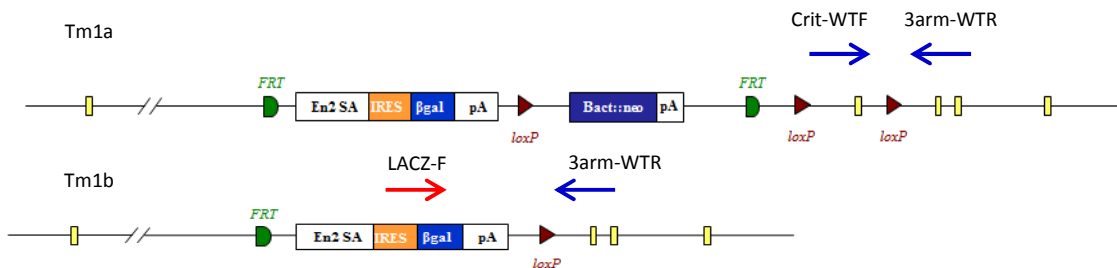 Crit-WTF 3arm-WTR
Tm1a
FRT FRT
En2 SA IRES βgal pA Bact::neo pA
loxP loxP loxP
LACZ-F 3arm-WTR
Tm1b
FRT
En2 SA IRES βgal pA
loxP